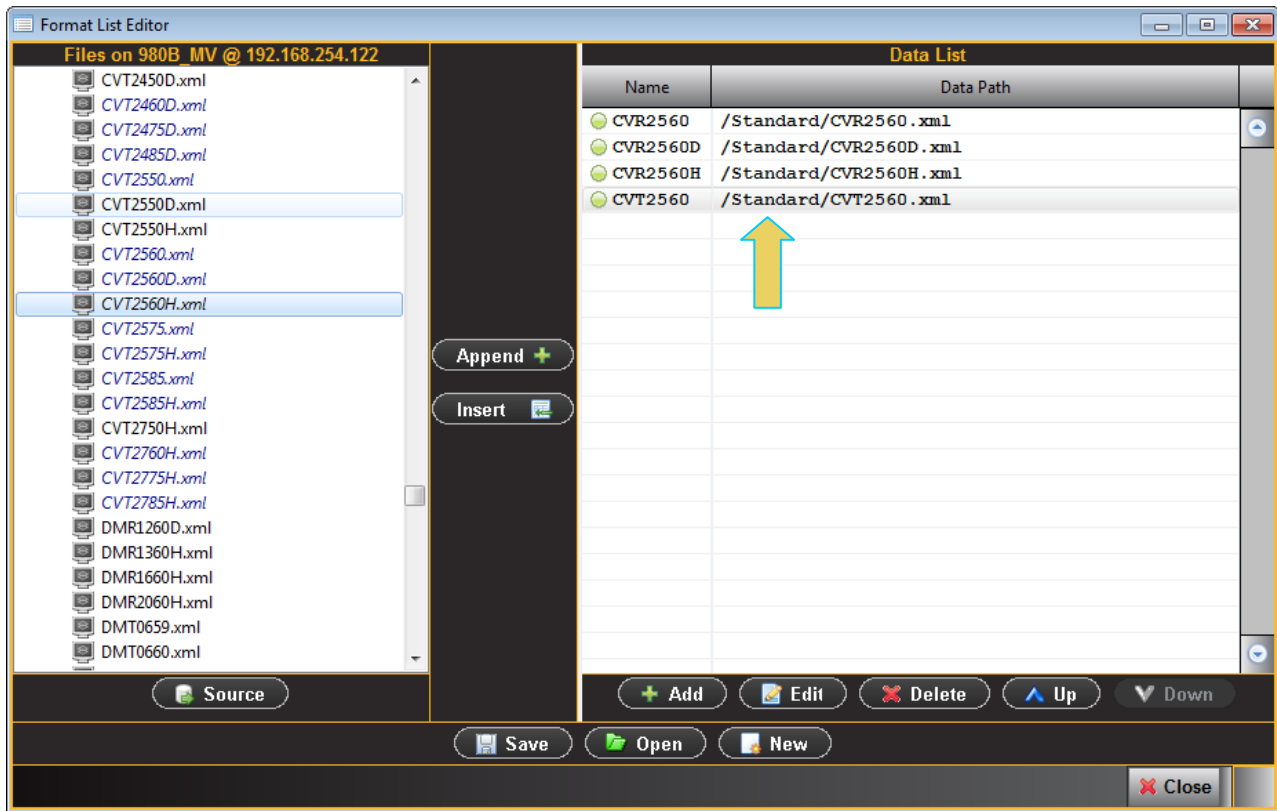 Format List Editor
Files on 980B_MV @ 192.168.254.122
CVT2450D.xml
CVT2460D.xml
CVT2475D.xml
CVT2485D.xml
CVT2550.xml
CVT2550D.xml
CVT2550H.xml
CVT2560.xml
CVT2560D.xml
CVT2560H.xml
CVT2575.xml
CVT2575H.xml
CVT2585.xml
CVT2585H.xml
CVT2750H.xml
CVT2760H.xml
CVT2775H.xml
CVT2785H.xml
DMR1260D.xml
DMR1360H.xml
DMR1660H.xml
DMR2060H.xml
DMT0659.xml
DMT0660.xml
Source
Append
Insert
Data List
Name Data Path
CVR2560 /Standard/CVR2560.xml
CVR2560D /Standard/CVR2560D.xml
CVR2560H /Standard/CVR2560H.xml
CVT2560 /Standard/CVT2560.xml
Add Edit Delete Up Down
Save Open New
Close